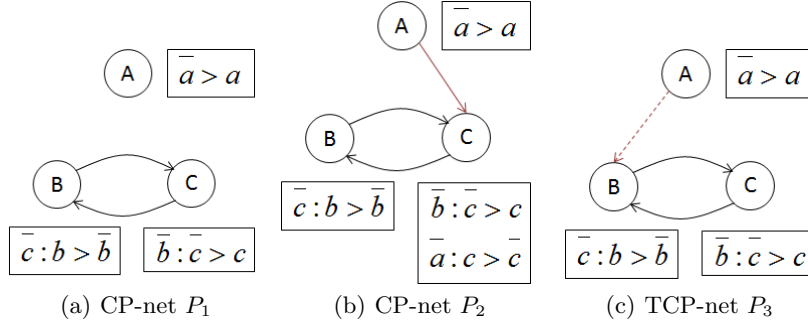 A
a̅ > a
B
C
c̅ : b > b̅
b̅ : c̅ > c
(a) CP-net P₁
A
a̅ > a
B
C
c̅ : b > b̅
b̅ : c̅ > c
a̅ : c > c̅
(b) CP-net P₂
A
a̅ > a
B
C
c̅ : b > b̅
b̅ : c̅ > c
(c) TCP-net P₃